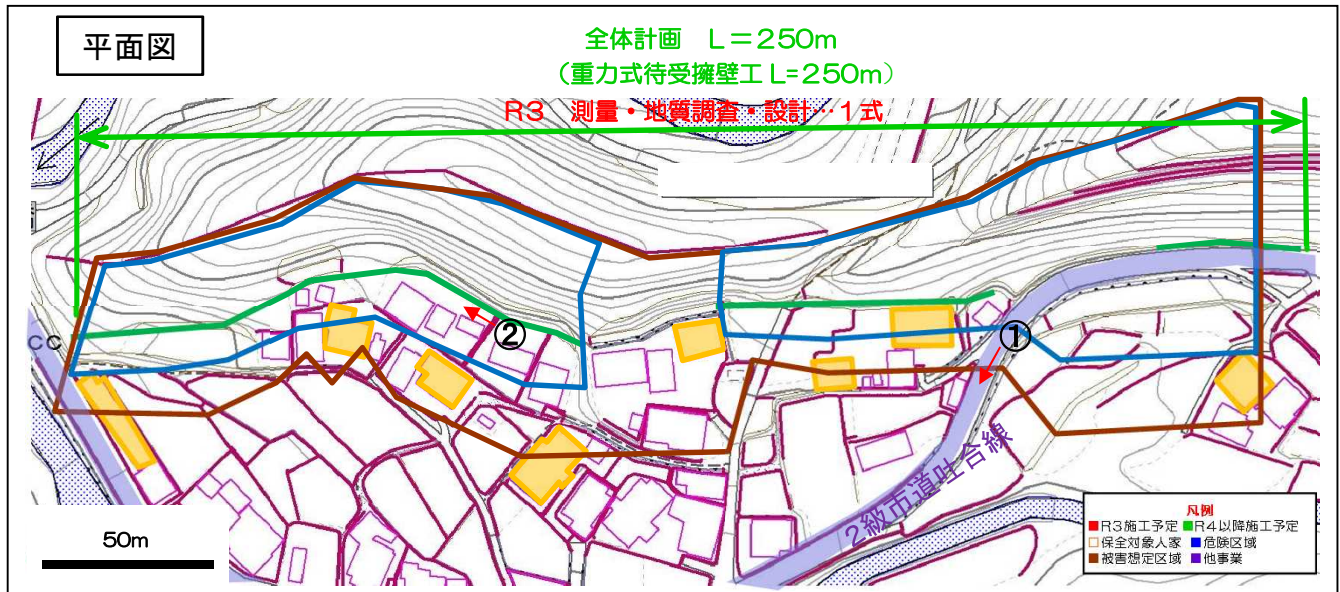 平面図
全体計画 L=250m
(重力式待受擁壁工L=250m)
R3 測量・地質調査・設計…1式
②
①
CC
2級市道吐合線
50m
凡例
■R3施工予定 ■R4以降施工予定
□保全対象人家 ■危険区域
■被害想定区域 ■他事業